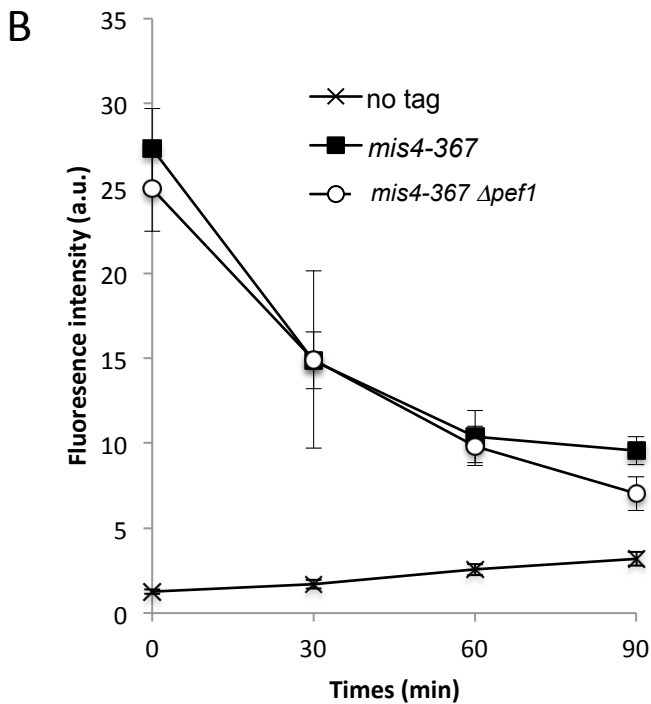 B
35
30
25
20
15
10
5
0
Fluoresence intensity (a.u.)
no tag
mis4-367
mis4-367 Δpef1
0 30 60 90
Times (min)